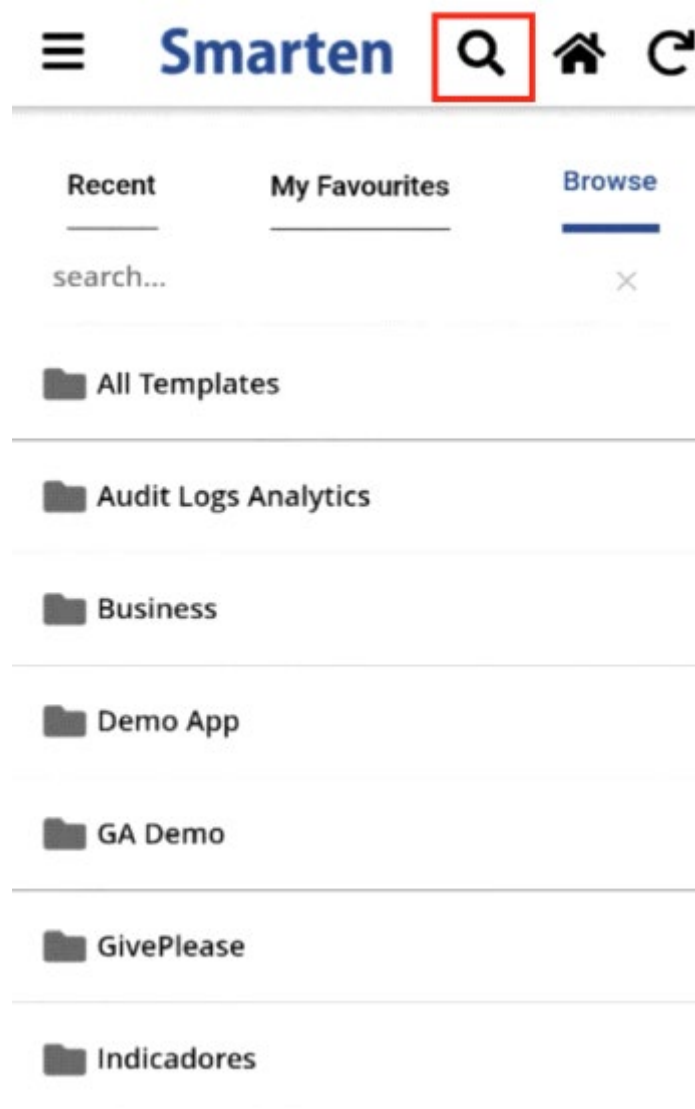 Smarten
Recent My Favourites Browse
search...
All Templates
Audit Logs Analytics
Business
Demo App
GA Demo
GivePlease
Indicadores